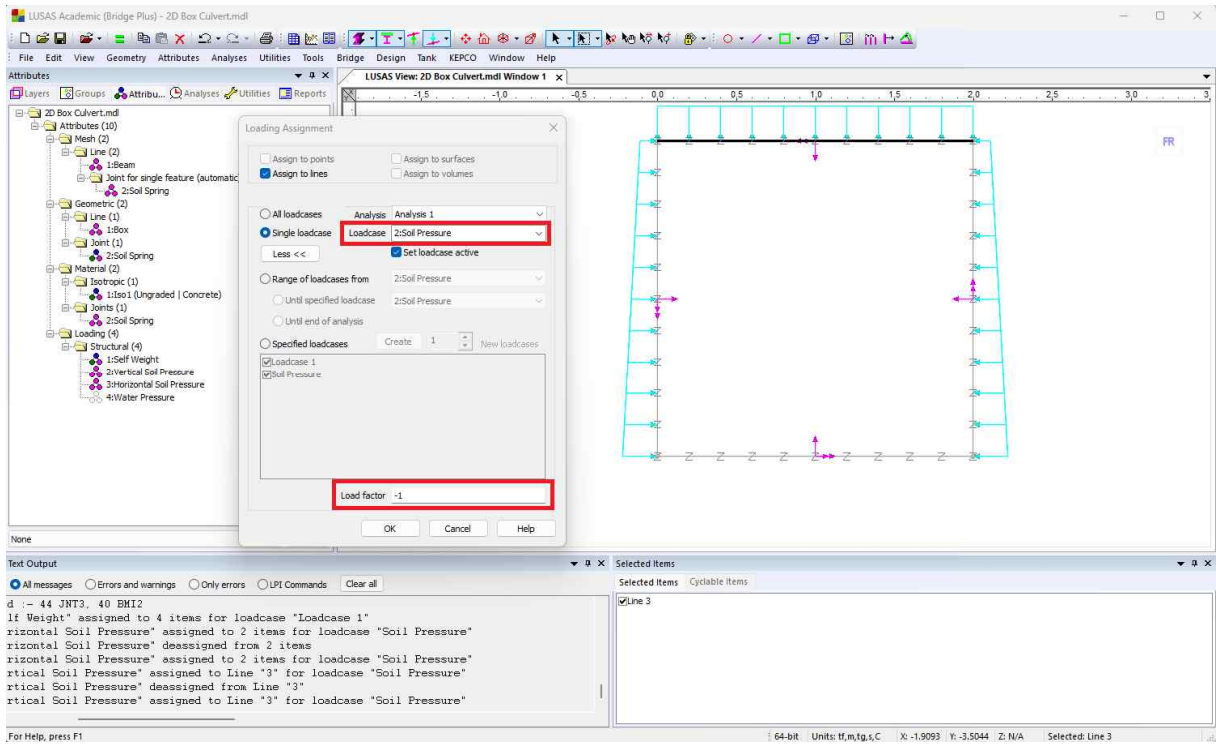 LUSAS Academic (Bridge Plus) - 2D Box Culvert.mdl
File Edit View Geometry Attributes Analyses Utilities Tools Bridge Design Tank KEPCO Window Help
Attributes
LUSAS View: 2D Box Culvert.mdl Window 1 x
Layers Groups Attribu... Analyses Utilities Reports
-1,5 -1,0 -0,5 0,0 0,5 1,0 1,5 2,0 2,5 3,0 3,
2D Box Culvert.mdl
Attributes (10)
Mesh (2)
Line (2)
1:Beam
Joint for single feature (automatic
2:Soil Spring
Geometric (2)
Line (1)
1:Box
Joint (1)
2:Soil Spring
Material (2)
Isotropic (1)
1:Iso1 (Ungraded | Concrete)
Joints (1)
2:Soil Spring
Loading (4)
Structural (4)
1:Self Weight
2:Vertical Soil Pressure
3:Horizontal Soil Pressure
4:Water Pressure
None
Loading Assignment
Assign to points Assign to surfaces
Assign to lines Assign to volumes
All loadcases Analysis Analysis 1
Single loadcase Loadcase 2:Soil Pressure
Less << Set loadcase active
Range of loadcases from 2:Soil Pressure
Until specified loadcase 2:Soil Pressure
Until end of analysis
Specified loadcases Create 1 New loadcases
Loadcase 1
Soil Pressure
Load factor -1
OK Cancel Help
FR
Text Output
All messages Errors and warnings Only errors LPI Commands Clear all
d :- 44 JNT3, 40 BMI2
lf Weight" assigned to 4 items for loadcase "Loadcase 1"
rizontal Soil Pressure" assigned to 2 items for loadcase "Soil Pressure"
rizontal Soil Pressure" deassigned from 2 items
rizontal Soil Pressure" assigned to 2 items for loadcase "Soil Pressure"
rtical Soil Pressure" assigned to Line "3" for loadcase "Soil Pressure"
rtical Soil Pressure" deassigned from Line "3"
rtical Soil Pressure" assigned to Line "3" for loadcase "Soil Pressure"
Selected Items
Selected Items Cyclable Items
Line 3
For Help, press F1
64-bit Units: tf,m,tg,s,C X: -1.9093 Y: -3.5044 Z: N/A Selected: Line 3